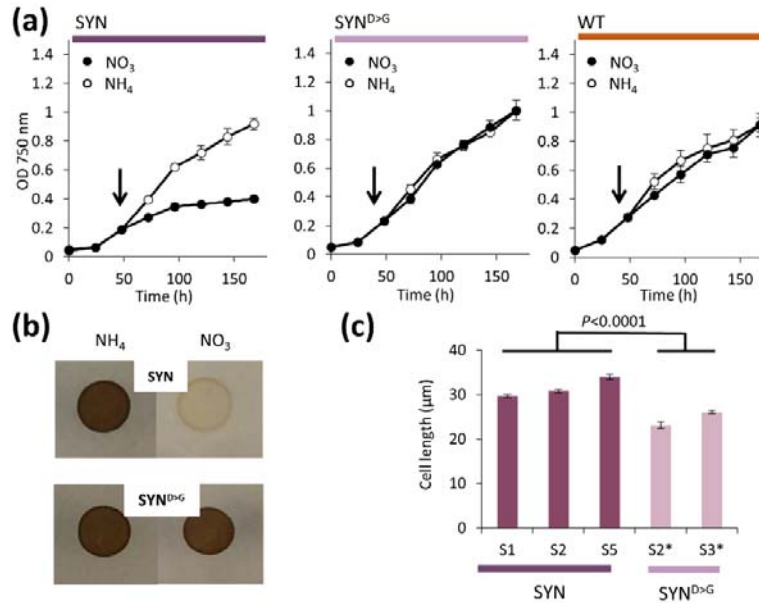 (a)
SYN
SYN^D>G
WT
NO3
NH4
NO3
NH4
NO3
NH4
OD 750 nm
1.4
1.2
1
0.8
0.6
0.4
0.2
0
0 50 100 150
Time (h)
1.4
1.2
1
0.8
0.6
0.4
0.2
0
0 50 100 150
Time (h)
1.4
1.2
1
0.8
0.6
0.4
0.2
0
0 50 100 150
Time (h)
(b)
NH4 NO3
SYN
SYN^D>G
(c)
P<0.0001
Cell length (µm)
40
30
20
10
0
S1 S2 S5 S2* S3*
SYN SYN^D>G